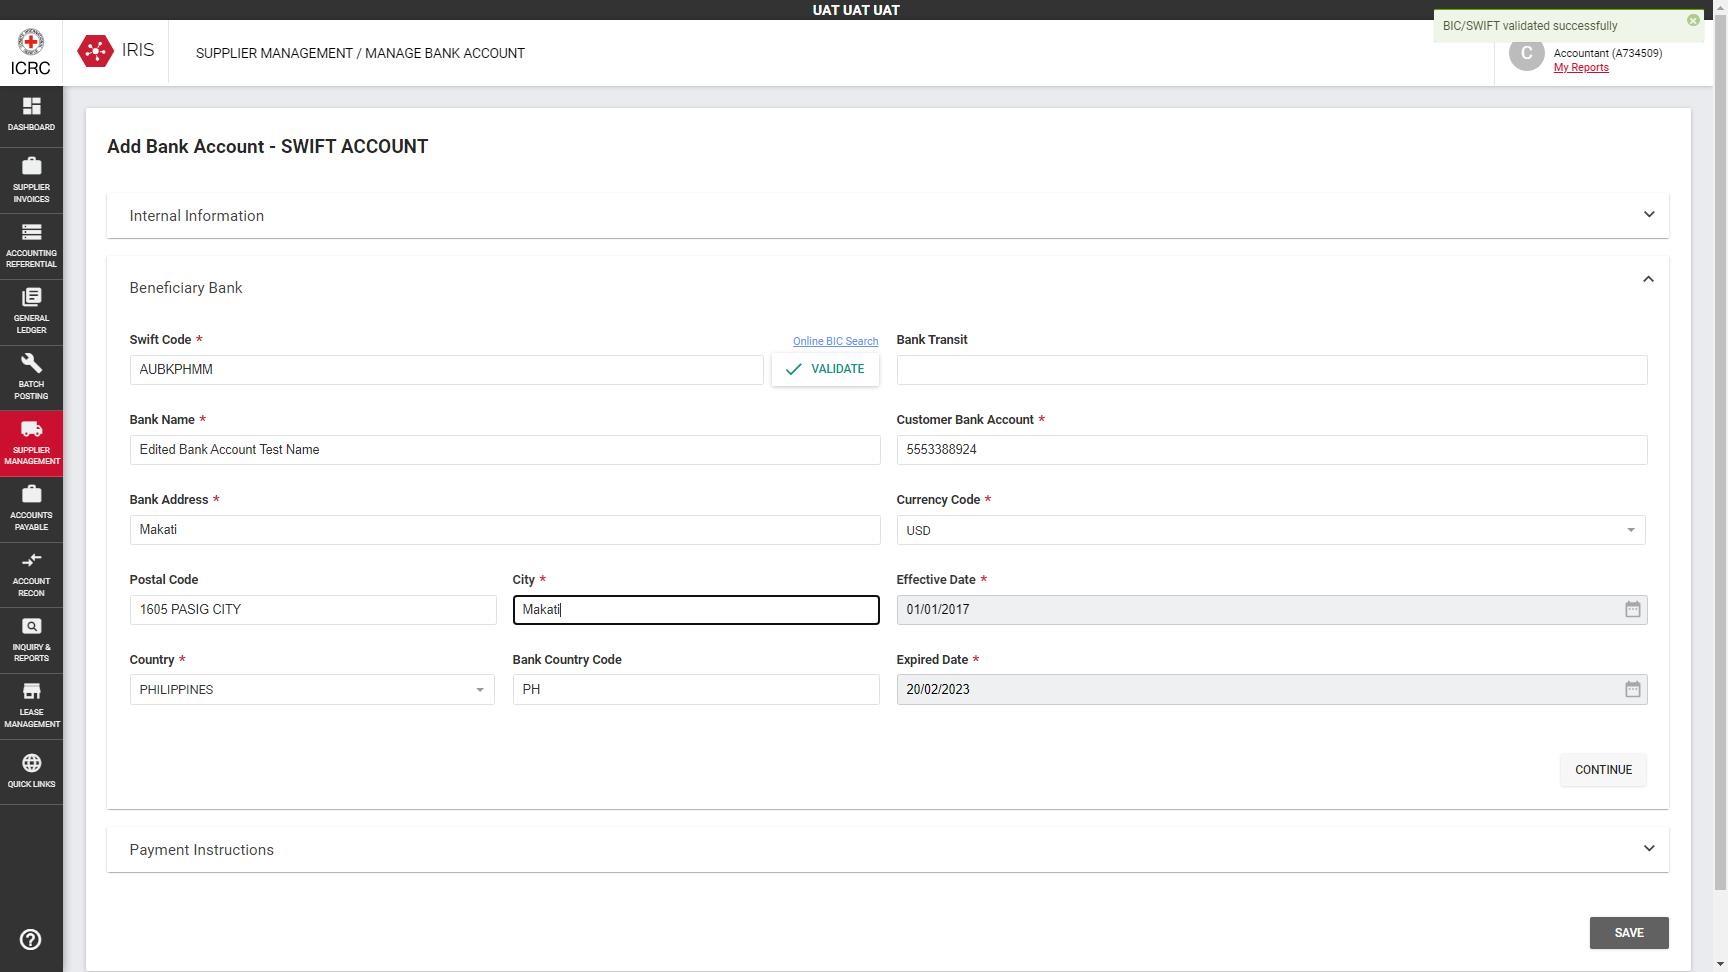 UAT UAT UAT
BIC/SWIFT validated successfully
ICRC
IRIS
SUPPLIER MANAGEMENT / MANAGE BANK ACCOUNT
C
Accountant (A734509)
My Reports
DASHBOARD
SUPPLIER
INVOICES
ACCOUNTING
REFERENTIAL
GENERAL
LEDGER
BATCH
POSTING
SUPPLIER
MANAGEMENT
ACCOUNTS
PAYABLE
ACCOUNT
RECON
INQUIRY &
REPORTS
LEASE
MANAGEMENT
QUICK LINKS
Add Bank Account - SWIFT ACCOUNT
Internal Information
Beneficiary Bank
Swift Code *
Online BIC Search
AUBKPHMM
VALIDATE
Bank Transit
Bank Name *
Edited Bank Account Test Name
Customer Bank Account *
5553388924
Bank Address *
Makati
Currency Code *
USD
Postal Code
1605 PASIG CITY
City *
Makati
Effective Date *
01/01/2017
Country *
PHILIPPINES
Bank Country Code
PH
Expired Date *
20/02/2023
CONTINUE
Payment Instructions
SAVE